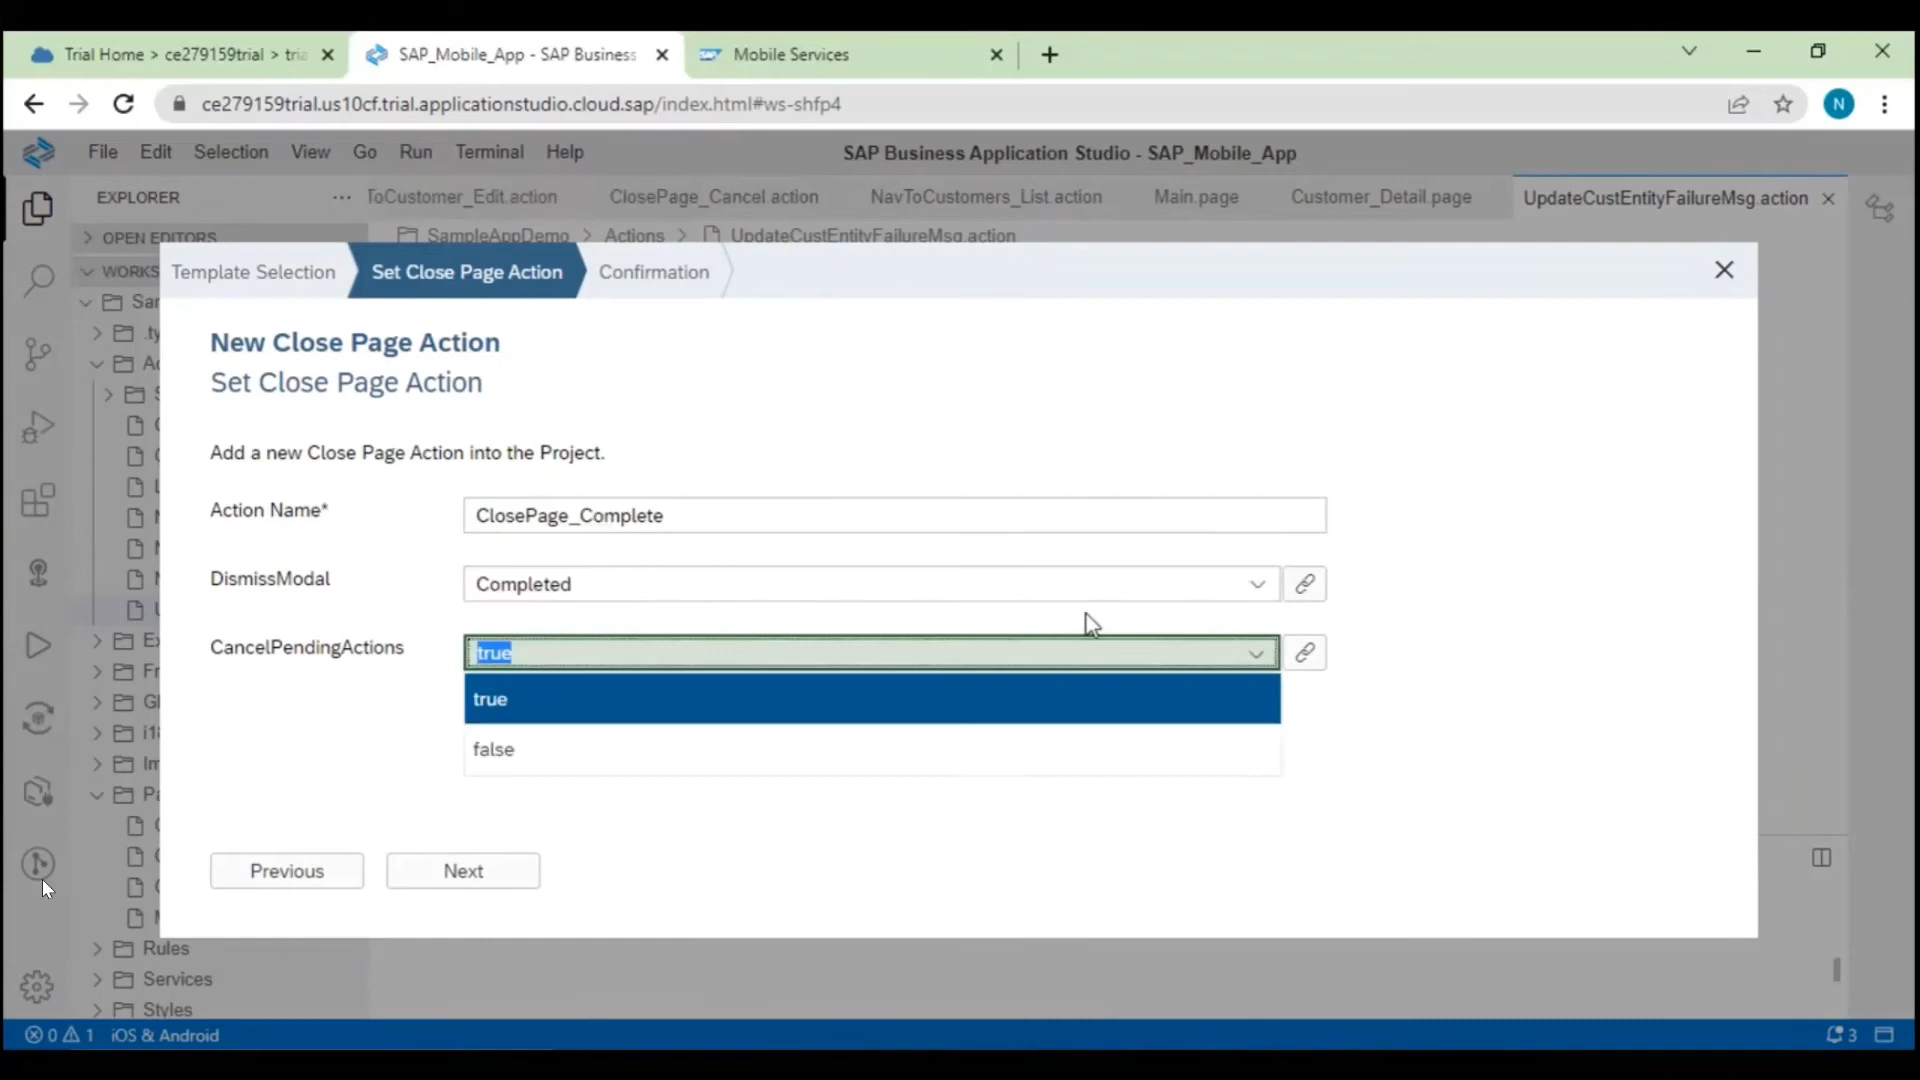 Trial Home > ce279159trial > tria
SAP_Mobile_App - SAP Business
Mobile Services
ce279159trial.us10cf.trial.applicationstudio.cloud.sap/index.html#ws-shfp4
N
File Edit Selection View Go Run Terminal Help
SAP Business Application Studio - SAP_Mobile_App
EXPLORER
ToCustomer_Edit.action
ClosePage_Cancel.action
NavToCustomers_List.action
Main.page
Customer_Detail.page
UpdateCustEntityFailureMsg.action
OPEN EDITORS
SampleAppDemo > Actions > UpdateCustEntityFailureMsg.action
WORKS
Template Selection
Set Close Page Action
Confirmation
New Close Page Action
Set Close Page Action
Add a new Close Page Action into the Project.
Action Name*
ClosePage_Complete
DismissModal
Completed
CancelPendingActions
true
true
false
Previous
Next
Rules
Services
Styles
0 1 iOS & Android
3